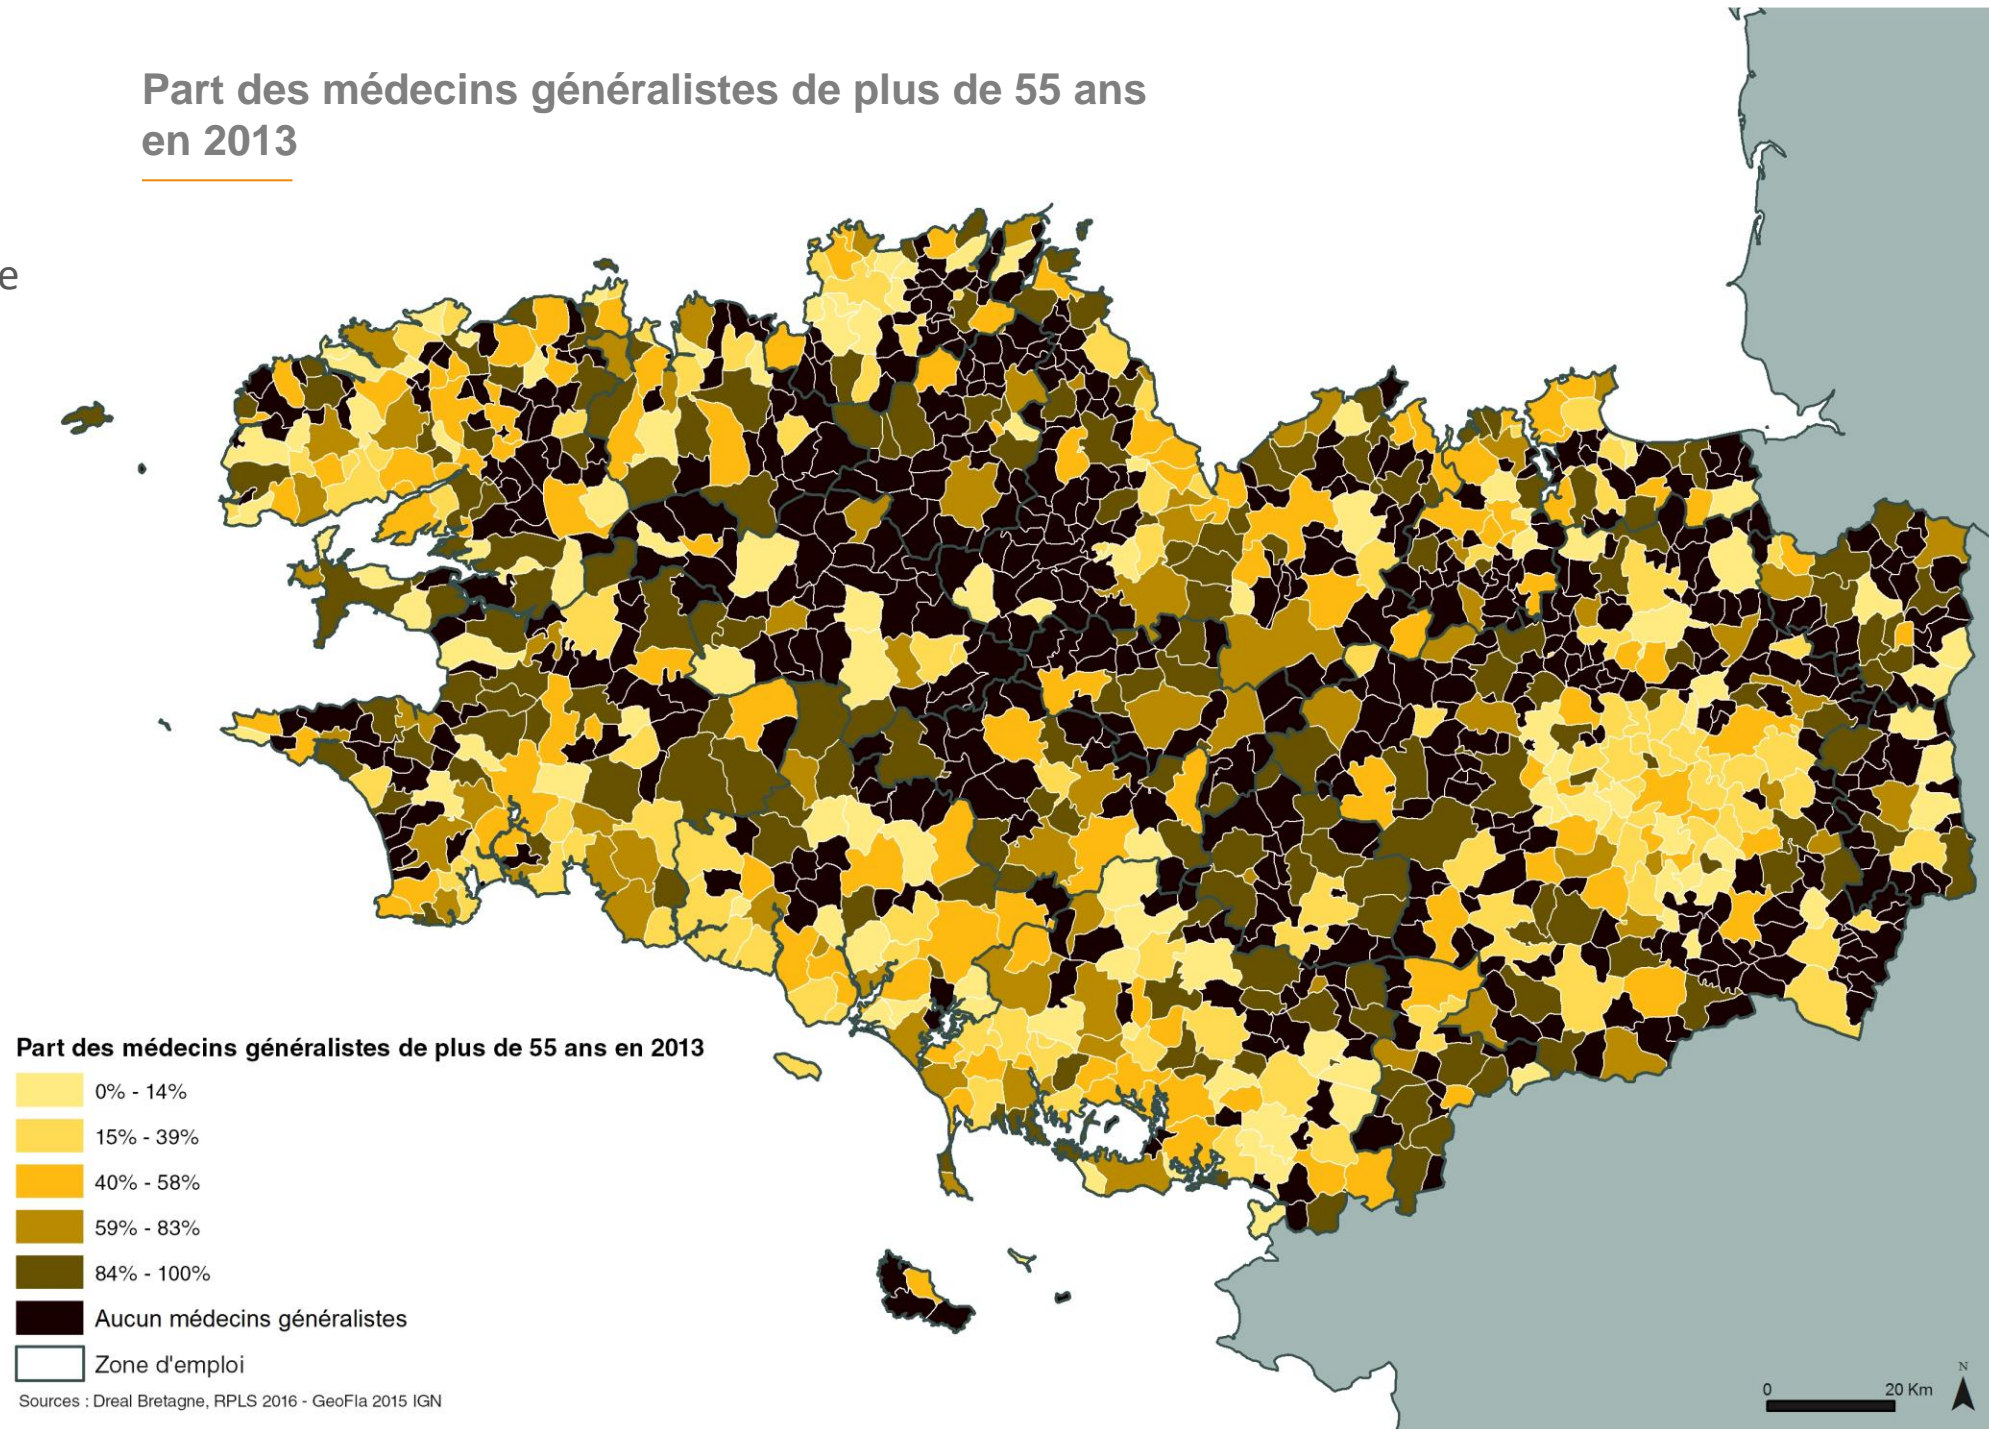 Part des médecins généralistes de plus de 55 ans
en 2013
e
Part des médecins généralistes de plus de 55 ans en 2013
0% - 14%
15% - 39%
40% - 58%
59% - 83%
84% - 100%
Aucun médecins généralistes
Zone d'emploi
Sources : Dreal Bretagne, RPLS 2016 - GeoFla 2015 IGN
0 20 Km
N